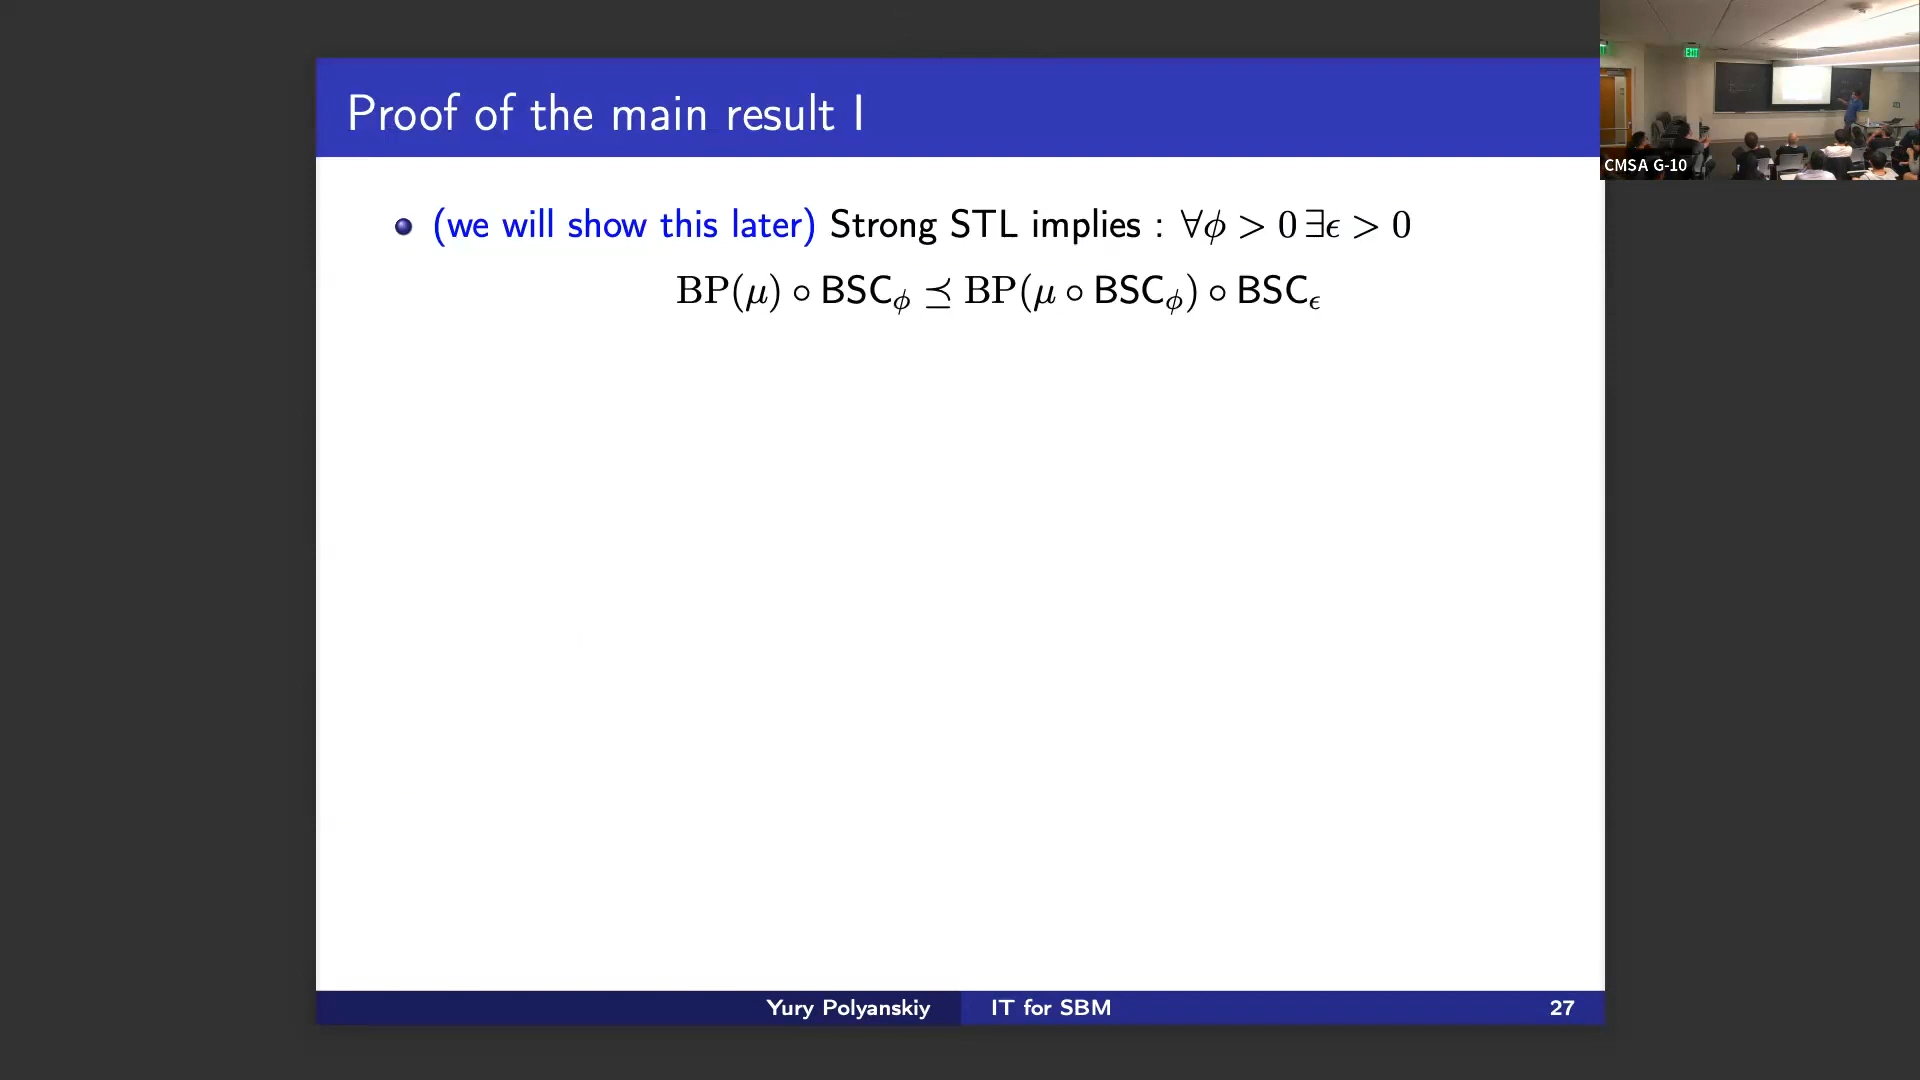 Proof of the main result I
(we will show this later) Strong STL implies : ∀ϕ > 0 ∃ϵ > 0
BP(μ) ∘ BSC_ϕ ⪯ BP(μ ∘ BSC_ϕ) ∘ BSC_ϵ
Yury Polyanskiy IT for SBM 27
EXIT
CMSA G-10